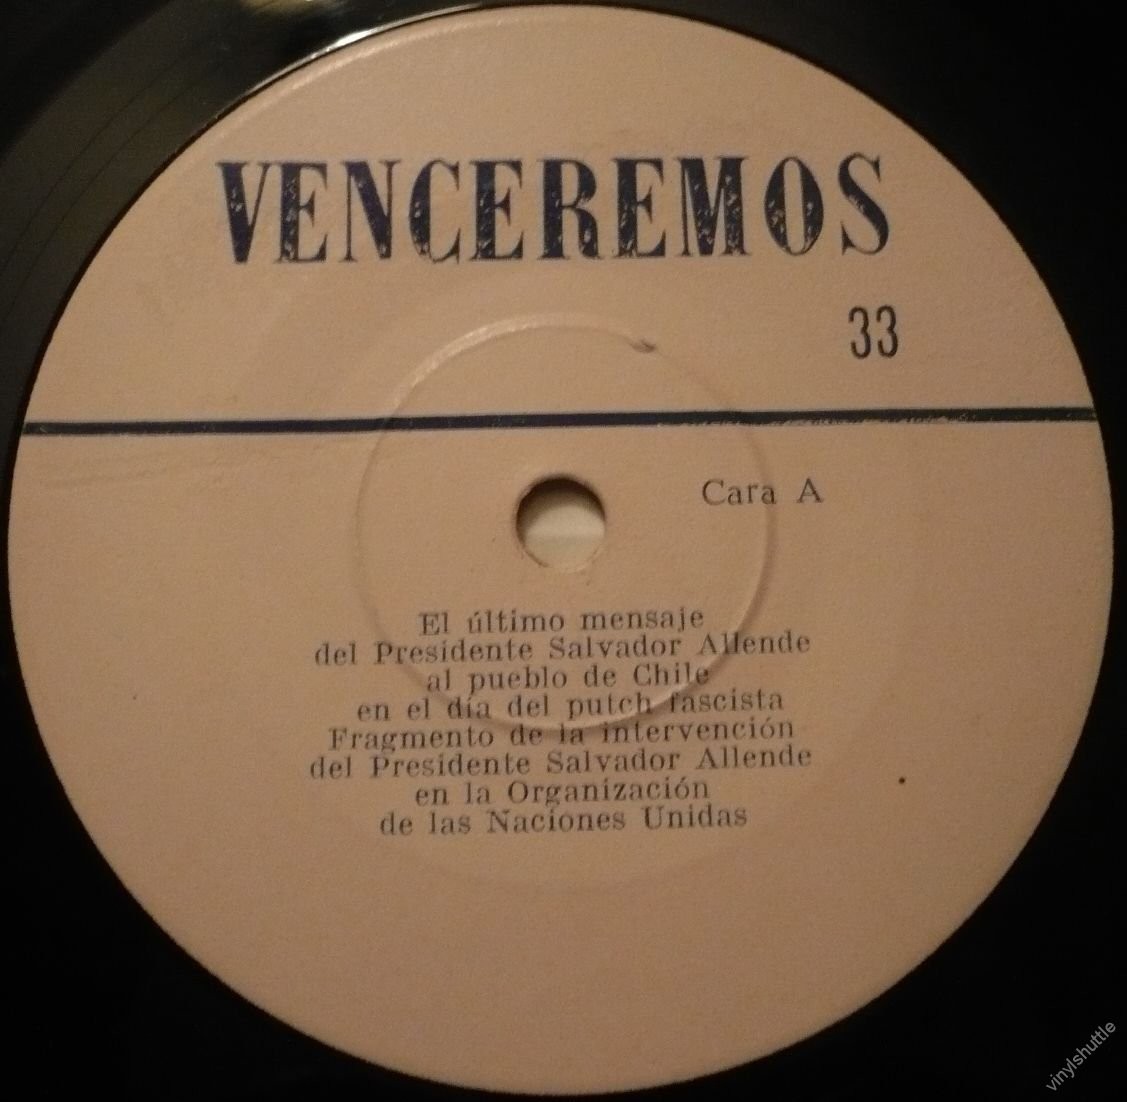 VENCEREMOS
33
Cara A
El último mensaje
del Presidente Salvador Allende
al pueblo de Chile
en el día del putch fascista
Fragmento de la intervención
del Presidente Salvador Allende
en la Organización
de las Naciones Unidas
vinylshuttle